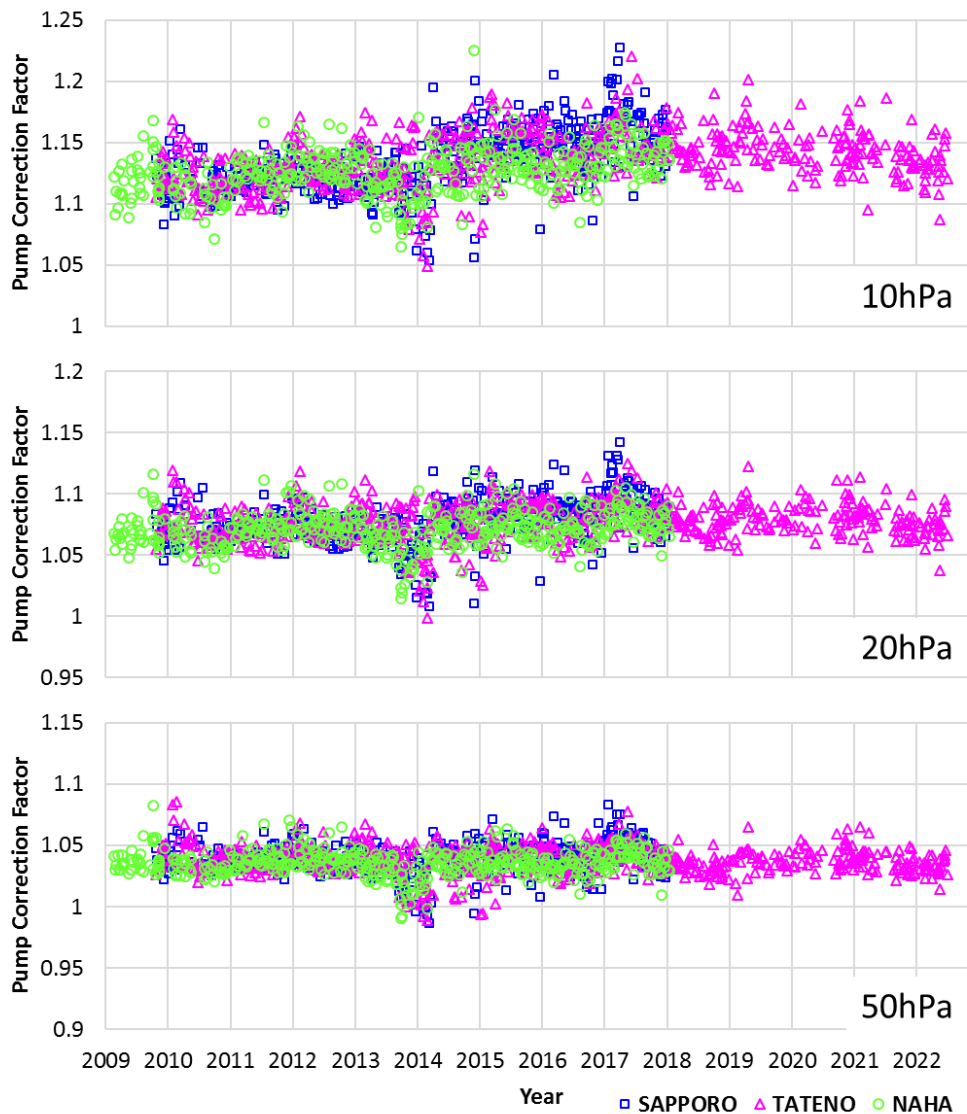 Pump Correction Factor
1.25
1.2
1.15
1.1
1.05
1
10hPa
Pump Correction Factor
1.2
1.15
1.1
1.05
1
0.95
20hPa
Pump Correction Factor
1.15
1.1
1.05
1
0.95
0.9
50hPa
2009 2010 2011 2012 2013 2014 2015 2016 2017 2018 2019 2020 2021 2022
Year
SAPPORO TATENO NAHA